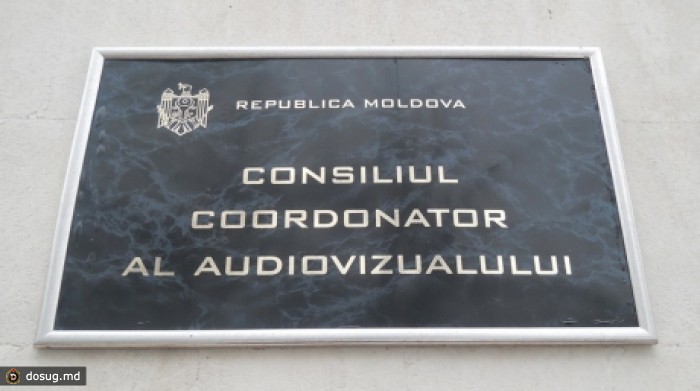 REPUBLICA MOLDOVA
CONSILIUL
COORDONATOR
AL AUDIOVIZUALULUI
dosug.md